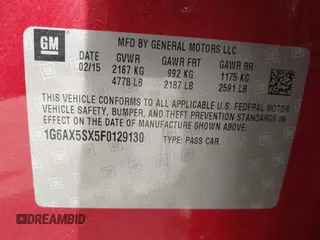 GM
MFD BY GENERAL MOTORS LLC
DATE GVWR GAWR FRT GAWR RR
02/15 2167 KG 992 KG 1175 KG
4778 LB 2187 LB 2591 LB
THIS VEHICLE CONFORMS TO ALL APPLICABLE U.S. FEDERAL MOTOR
VEHICLE SAFETY, BUMPER, AND THEFT PREVENTION STANDARDS
IN EFFECT ON THE DATE OF MANUFACTURE SHOWN ABOVE.
1G6AX5SX5F0129130 TYPE: PASS CAR
DREAMBID